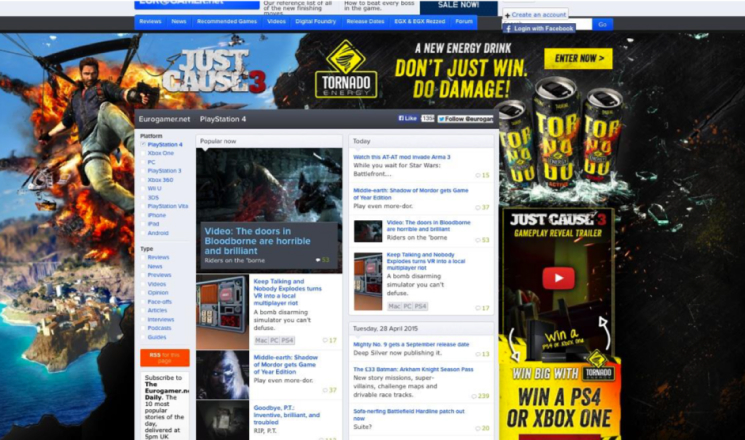 EUROGAMER.net
Our reference list of all
of the new finishing
moves.
How to beat every boss
in the game.
SALE NOW!
Create an account
Login with Facebook
Go
Reviews News Recommended Games Videos Digital Foundry Release Dates EGX & EGX Rezzed Forum
JUST
CAUSE 3
TORNADO
ENERGY
A NEW ENERGY DRINK
DON'T JUST WIN.
DO DAMAGE!
ENTER NOW >
Eurogamer.net PlayStation 4
Like
Follow @eurogam
Platform
PlayStation 4
Xbox One
PC
PlayStation 3
Xbox 360
Wii U
3DS
PlayStation Vita
iPhone
iPad
Android
Type
Reviews
News
Previews
Videos
Opinion
Face-offs
Articles
Interviews
Podcasts
Guides
RSS for this
page
Subscribe to
The
Eurogamer.ne
Daily. The
10 most
popular
stories of the
day,
delivered at
5pm UK
Popular now
Video: The doors in
Bloodborne are horrible
and brilliant
Riders on the 'borne
53
Keep Talking and
Nobody Explodes turns
VR into a local
multiplayer riot
A bomb disarming
simulator you can't
defuse.
Mac PC PS4
17
Middle-earth: Shadow
of Mordor gets Game
of Year Edition
Play even more-dor.
37
Goodbye, P.T.:
Inventive, brilliant, and
troubled
RIP, P.T.
Today
Watch this AT-AT mod invade Arma 3
While you wait for Star Wars:
Battlefront...
15
Middle-earth: Shadow of Mordor gets Game
of Year Edition
Play even more-dor.
37
Video: The doors in Bloodborne
are horrible and brilliant
Riders on the 'borne
53
Keep Talking and Nobody
Explodes turns VR into a local
multiplayer riot
A bomb disarming
simulator you can't
defuse.
Mac PC PS4
17
Tuesday, 28 April 2015
Mighty No. 9 gets a September release date
Deep Silver now publishing it.
13
The £33 Batman: Arkham Knight Season Pass
New story missions, super-
villains, challenge maps and
drivable race tracks.
229
Safe-nerfing Battlefield Hardline patch out
now
Suits?
20
JUST CAUSE 3
GAMEPLAY REVEAL TRAILER
Win a
PS4 OR XBOX ONE
WIN BIG WITH TORNADO
WIN A PS4
OR XBOX ONE